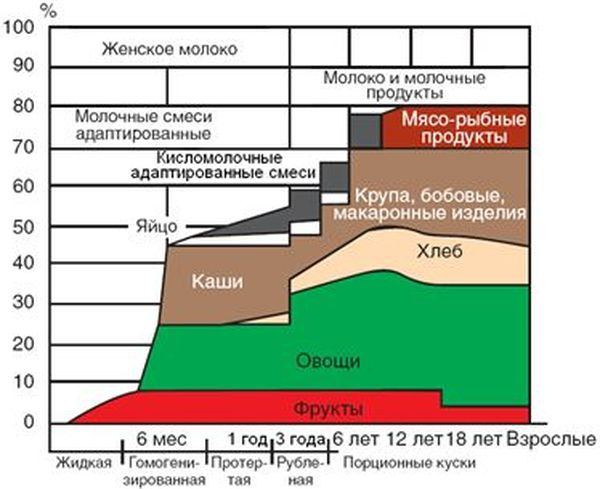 %
100
90
80
70
60
50
40
30
20
10
0
Женское молоко
Молоко и молочные
продукты
Молочные смеси
адаптированные
Мясо-рыбные
продукты
Кисломолочные
адаптированные смеси
Крупа, бобовые,
макаронные изделия
Яйцо
Хлеб
Каши
Овощи
Фрукты
6 мес 1 год 3 года 6 лет 12 лет 18 лет Взрослые
Жидкая Гомогени- Протер- Рубле- Порционные куски
зированная тая ная